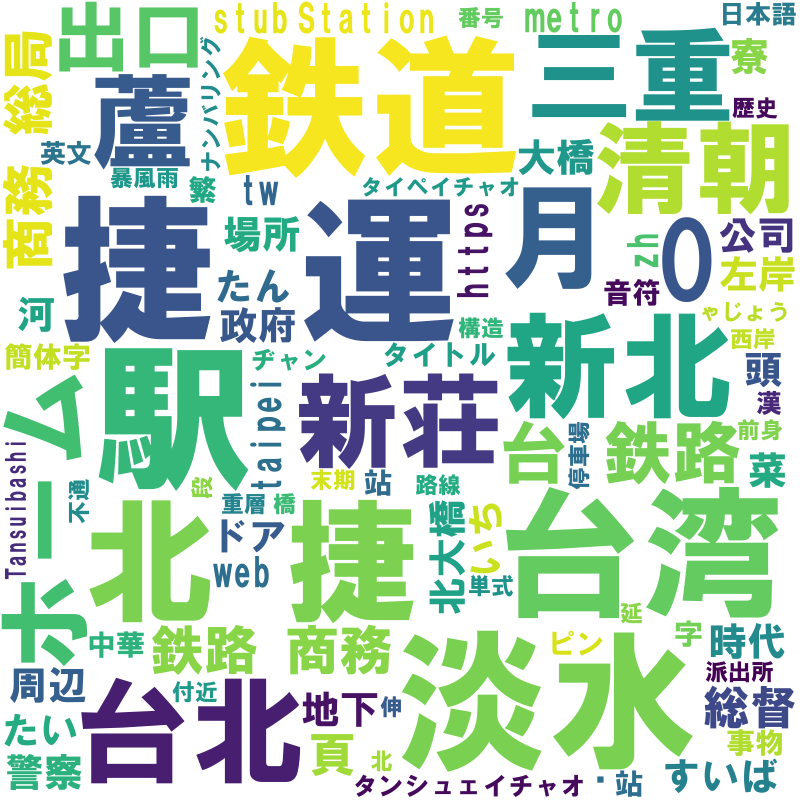 出口
stub Station
番号
metro
日本語
総局
ナンバリング
鉄道
三重
寮
歴史
蘆
英文
暴風雨
繁
大橋
清朝
商務
tw
タイペイチャオ
捷運
場所
https
月
zh
0
公司
左岸
音符
たん
河
政府
構造
ゃじょう
西岸
簡体字
ヂャン
タイトル
新北
頭
駅
taipei
新荘
漢
ホーム
台
鉄路
停車場
前身
菜
Tansuibashi
不通
段
末期
站
路線
重層
橋
北捷
ドア
web
北大橋
いち
単式
台湾
延
中華
鉄路 商務
ピン
字
時代
派出所
周辺
付近
台北
地下
伸
淡水
総督
たい
頁
北
事物
警察
タンシュェイチャオ
·站
すいば